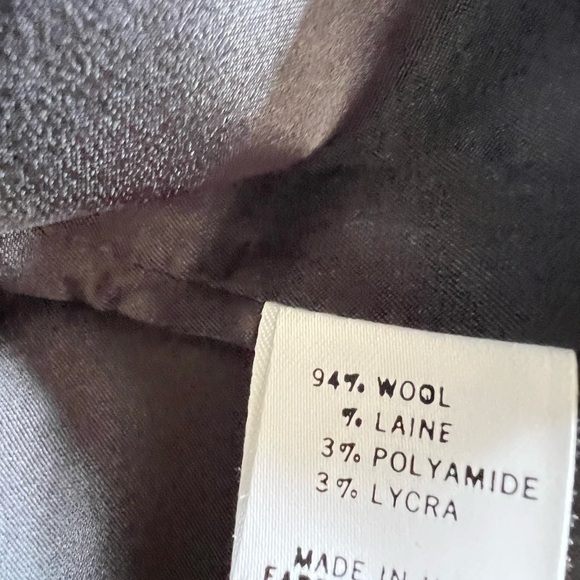 94% WOOL
% LAINE
3% POLYAMIDE
3% LYCRA
MADE IN